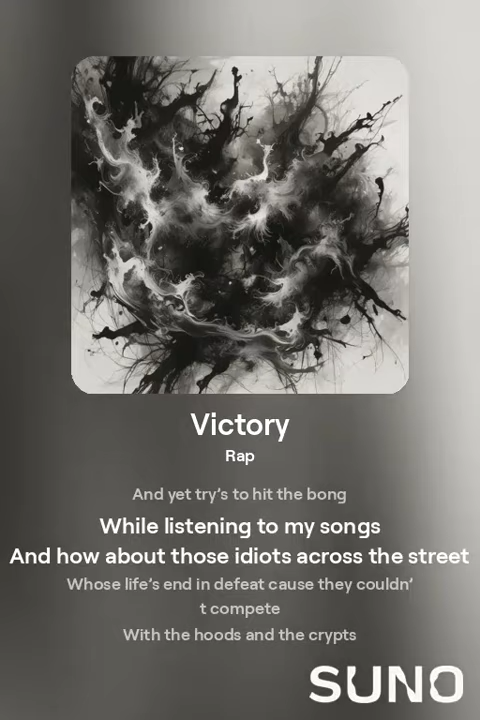 Victory
Rap
And yet try’s to hit the bong
While listening to my songs
And how about those idiots across the street
Whose life’s end in defeat cause they couldn’
t compete
With the hoods and the crypts
SUNO